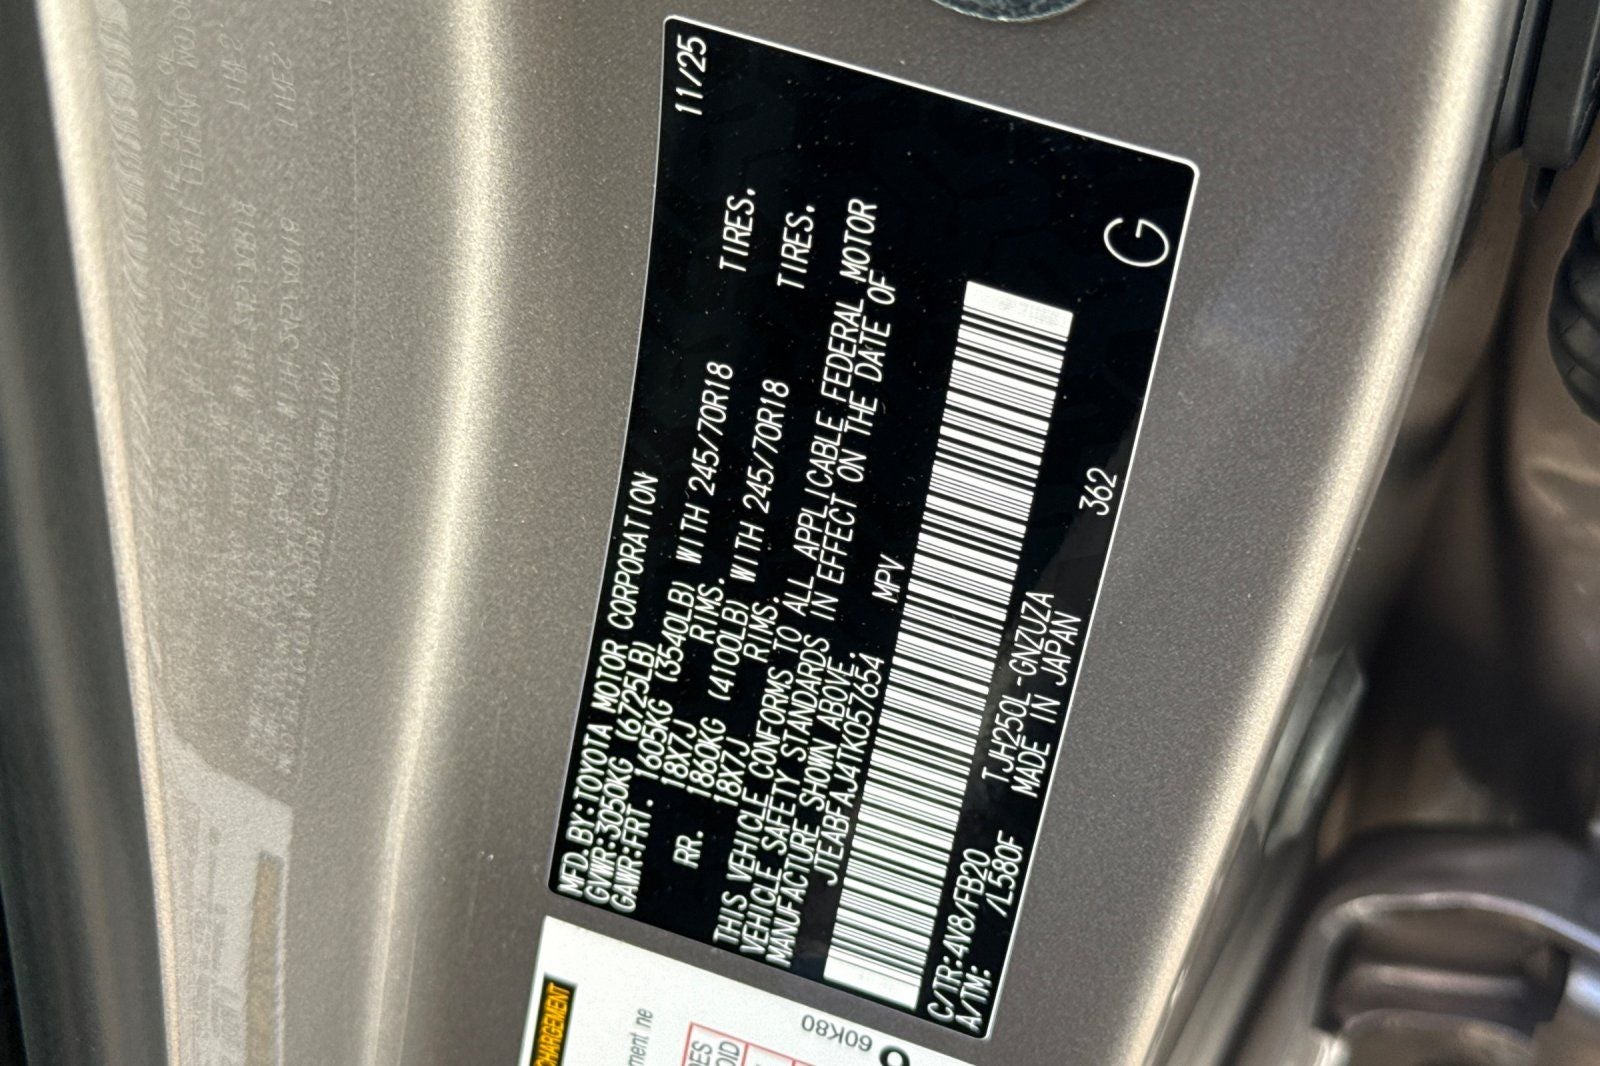 MFD.BY:TOYOTA MOTOR CORPORATION 11/25
GVWR:3050KG (6725LB)
GAWR:FRT. 1605KG (3540LB) WITH 245/70R18 TIRES.
18X7J RIMS.
RR. 1860KG (4100LB) WITH 245/70R18 TIRES.
18X7J RIMS.
THIS VEHICLE CONFORMS TO ALL APPLICABLE FEDERAL MOTOR
VEHICLE SAFETY STANDARDS IN EFFECT ON THE DATE OF
MANUFACTURE SHOWN ABOVE.
JTEABFAJ4TK057654 MPV
C/TR:4V8/FB20 TJH250L-GNZUZA 362
A/TM: /L580F MADE IN JAPAN
G
CHARGEMENT
60K80